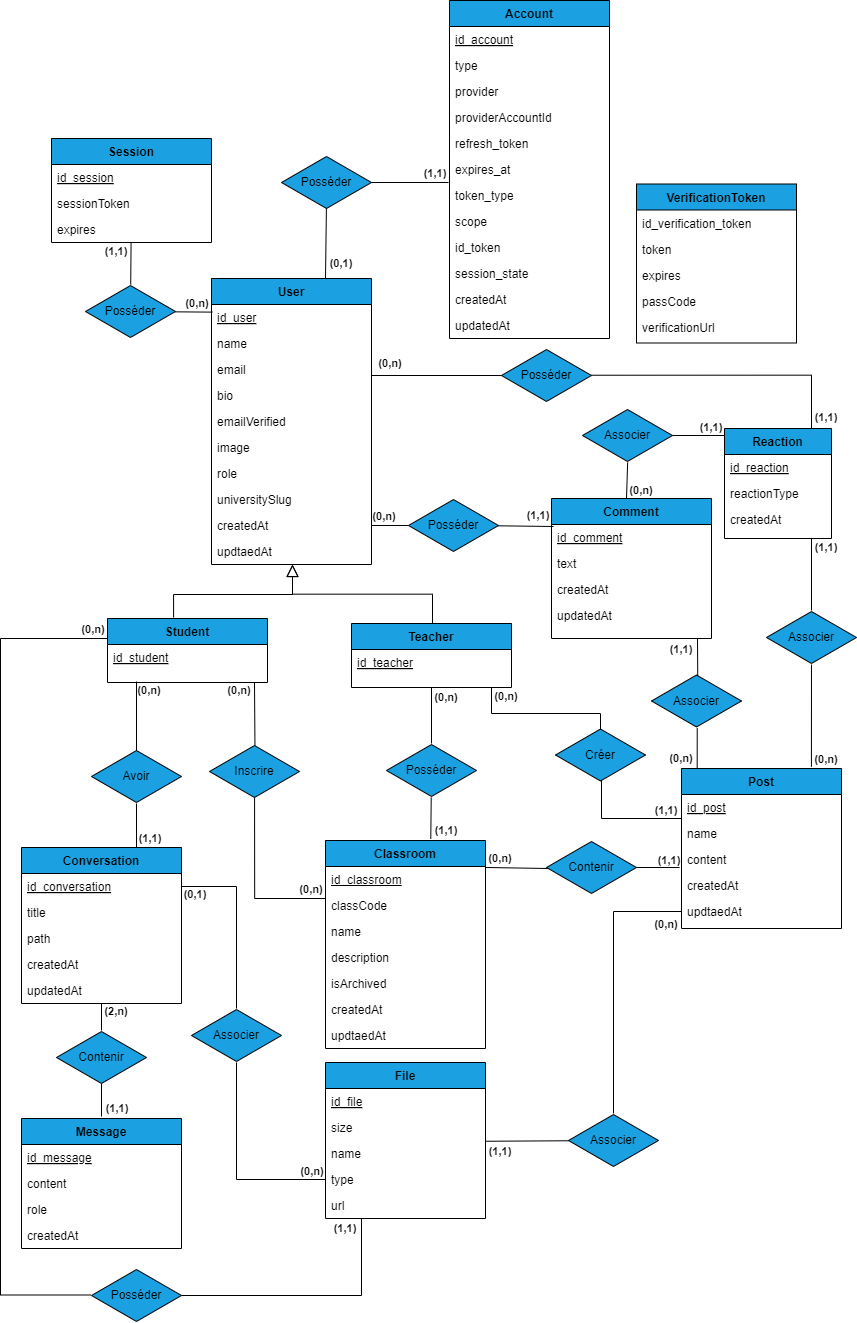 Account
id_account
type
provider
providerAccountId
refresh_token
expires_at
token_type
scope
id_token
session_state
createdAt
updatedAt
Session
id_session
sessionToken
expires
(1,1)
Posséder
(0,n)
Posséder
(1,1)
(0,1)
VerificationToken
id_verification_token
token
expires
passCode
verificationUrl
User
id_user
name
email
bio
emailVerified
image
role
universitySlug
createdAt
updtaedAt
(0,n)
Posséder
(1,1)
Associer
(1,1)
(0,n)
Reaction
id_reaction
reactionType
createdAt
(1,1)
(0,n)
Posséder
(1,1)
Comment
id_comment
text
createdAt
updatedAt
(1,1)
Associer
(0,n)
Associer
(0,n)
(0,n)
Student
id_student
(0,n)
(0,n)
Teacher
id_teacher
(0,n)
(0,n)
Avoir
Inscrire
Posséder
Créer
(1,1)
(0,n)
(1,1)
(1,1)
Post
id_post
name
content
createdAt
updtaedAt
(0,n)
Conversation
id_conversation
title
path
createdAt
updatedAt
(0,1)
(2,n)
Classroom
id_classroom
classCode
name
description
isArchived
createdAt
updtaedAt
(0,n)
Contenir
(1,1)
Contenir
(1,1)
Associer
(0,n)
File
id_file
size
name
type
url
(1,1)
Associer
(1,1)
Message
id_message
content
role
createdAt
Posséder